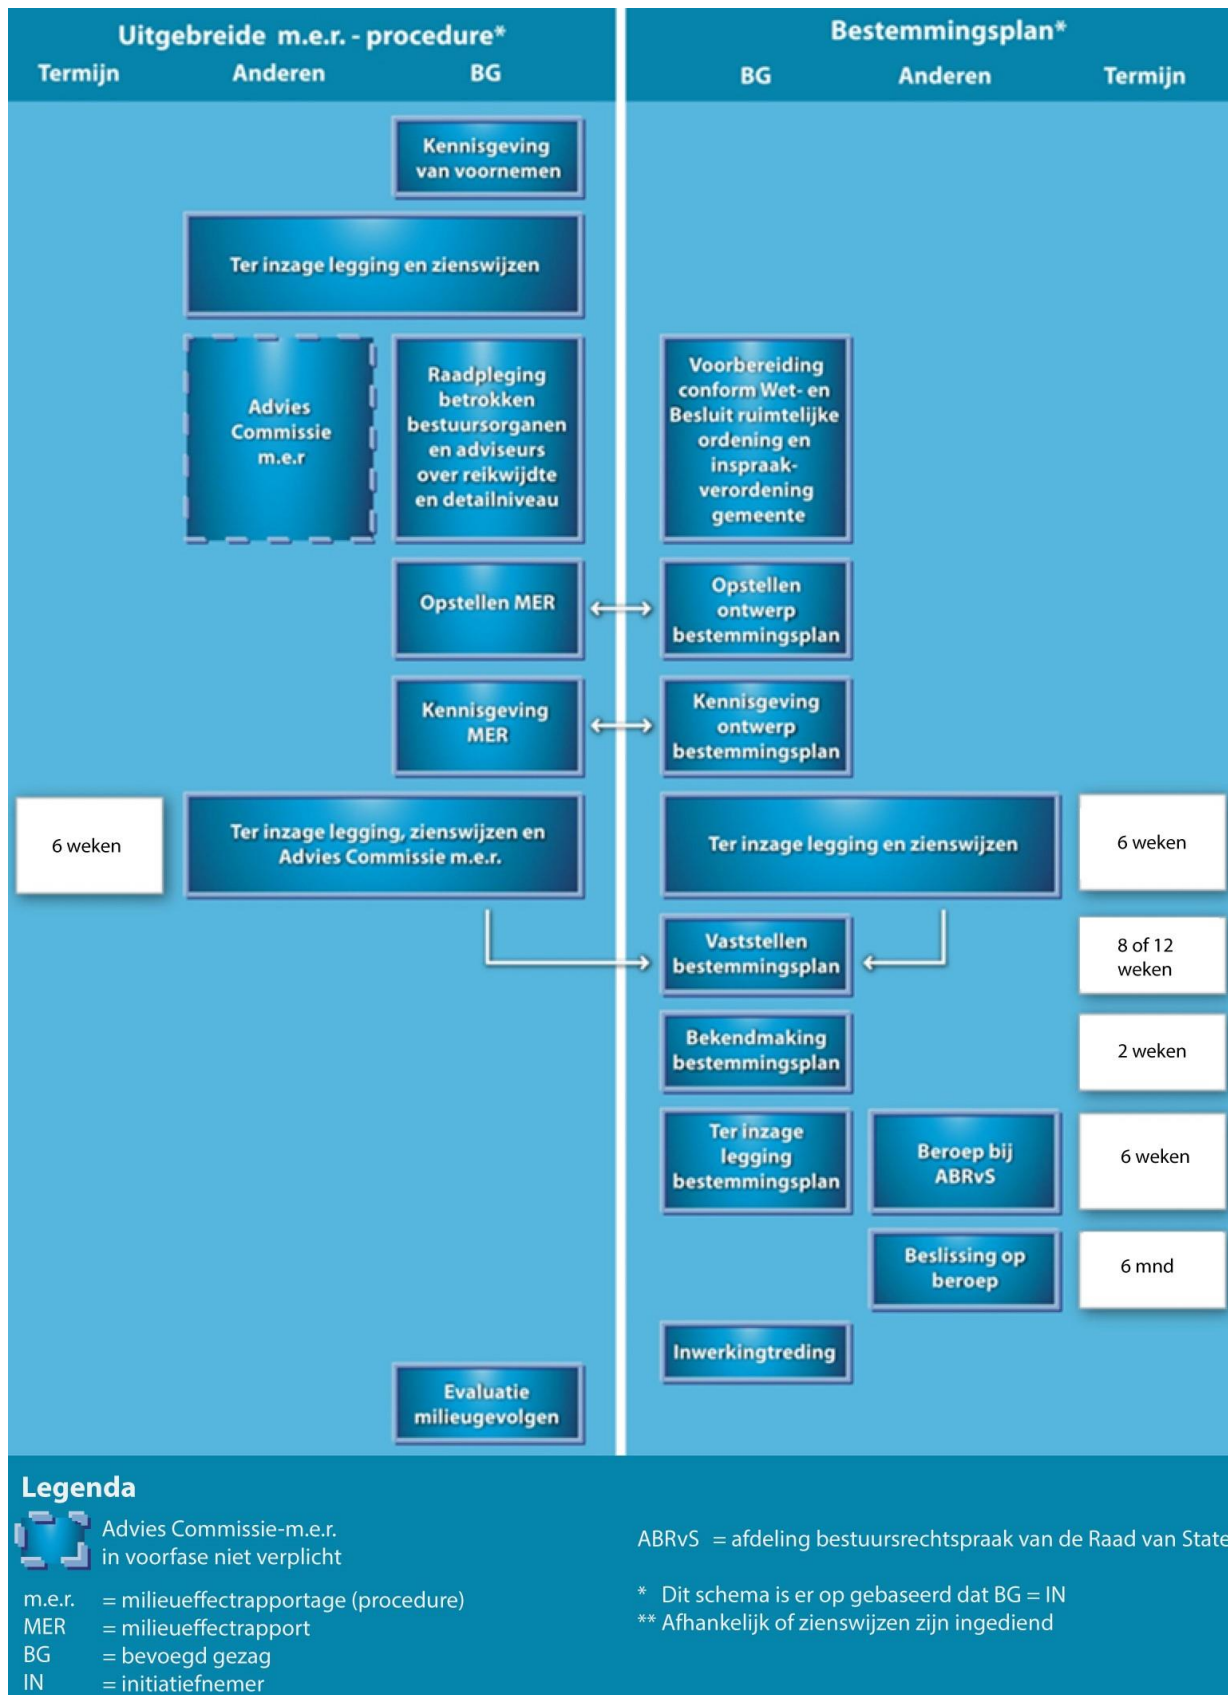 Uitgebreide m.e.r. - procedure*
Bestemmingsplan*
Termijn
Anderen
BG
BG
Anderen
Termijn
Kennisgeving
van voornemen
Ter inzage legging en zienswijzen
Advies
Commissie
m.e.r
Raadpleging
betrokken
bestuursorganen
en adviseurs
over reikwijdte
en detailniveau
Voorbereiding
conform Wet- en
Besluit ruimtelijke
ordening en
inspraak-
verordening
gemeente
Opstellen MER
Opstellen
ontwerp
bestemmingsplan
Kennisgeving
MER
Kennisgeving
ontwerp
bestemmingsplan
6 weken
Ter inzage legging, zienswijzen en
Advies Commissie m.e.r.
Ter inzage legging en zienswijzen
6 weken
Vaststellen
bestemmingsplan
8 of 12
weken
Bekendmaking
bestemmingsplan
2 weken
Ter inzage
legging
bestemmingsplan
Beroep bij
ABRvS
6 weken
Beslissing op
beroep
6 mnd
Inwerkingtreding
Evaluatie
milieugevolgen
Legenda
Advies Commissie-m.e.r.
in voorfase niet verplicht
m.e.r. = milieueffectrapportage (procedure)
MER = milieueffectrapport
BG = bevoegd gezag
IN = initiatiefnemer
ABRvS = afdeling bestuursrechtspraak van de Raad van State
* Dit schema is er op gebaseerd dat BG = IN
** Afhankelijk of zienswijzen zijn ingediend